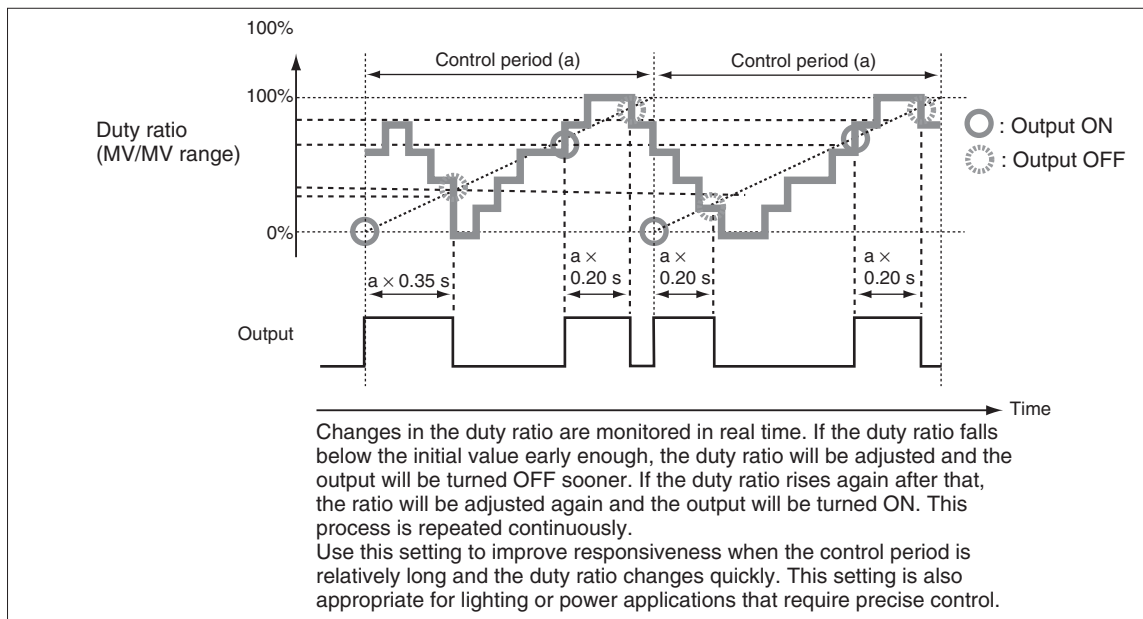 100%
Control period (a)
Control period (a)
100%
Duty ratio
(MV/MV range)
: Output ON
: Output OFF
0%
a × 0.35 s
a ×
0.20 s
a ×
0.20 s
a ×
0.20 s
Output
Time
Changes in the duty ratio are monitored in real time. If the duty ratio falls
below the initial value early enough, the duty ratio will be adjusted and the
output will be turned OFF sooner. If the duty ratio rises again after that,
the ratio will be adjusted again and the output will be turned ON. This
process is repeated continuously.
Use this setting to improve responsiveness when the control period is
relatively long and the duty ratio changes quickly. This setting is also
appropriate for lighting or power applications that require precise control.